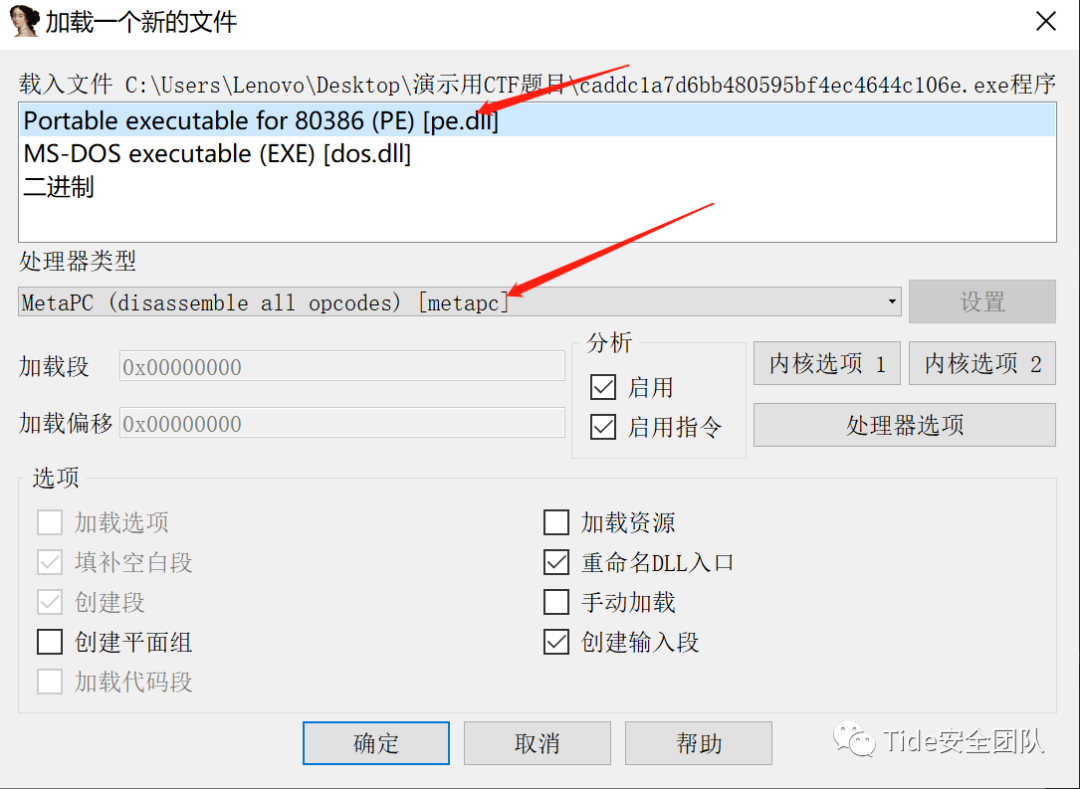 加载一个新的文件
载入文件 C:\Users\Lenovo\Desktop\演示用CTF题目\caddc1a7d6bb480595bf4ec4644c106e.exe程序
Portable executable for 80386 (PE) [pe.dll]
MS-DOS executable (EXE) [dos.dll]
二进制
处理器类型
MetaPC (disassemble all opcodes) [metapc]
设置
加载段 0x00000000
加载偏移 0x00000000
分析
启用
启用指令
内核选项 1
内核选项 2
处理器选项
选项
加载选项
填补空白段
创建段
创建平面组
加载代码段
加载资源
重命名DLL入口
手动加载
创建输入段
确定
取消
帮助
Tide安全团队